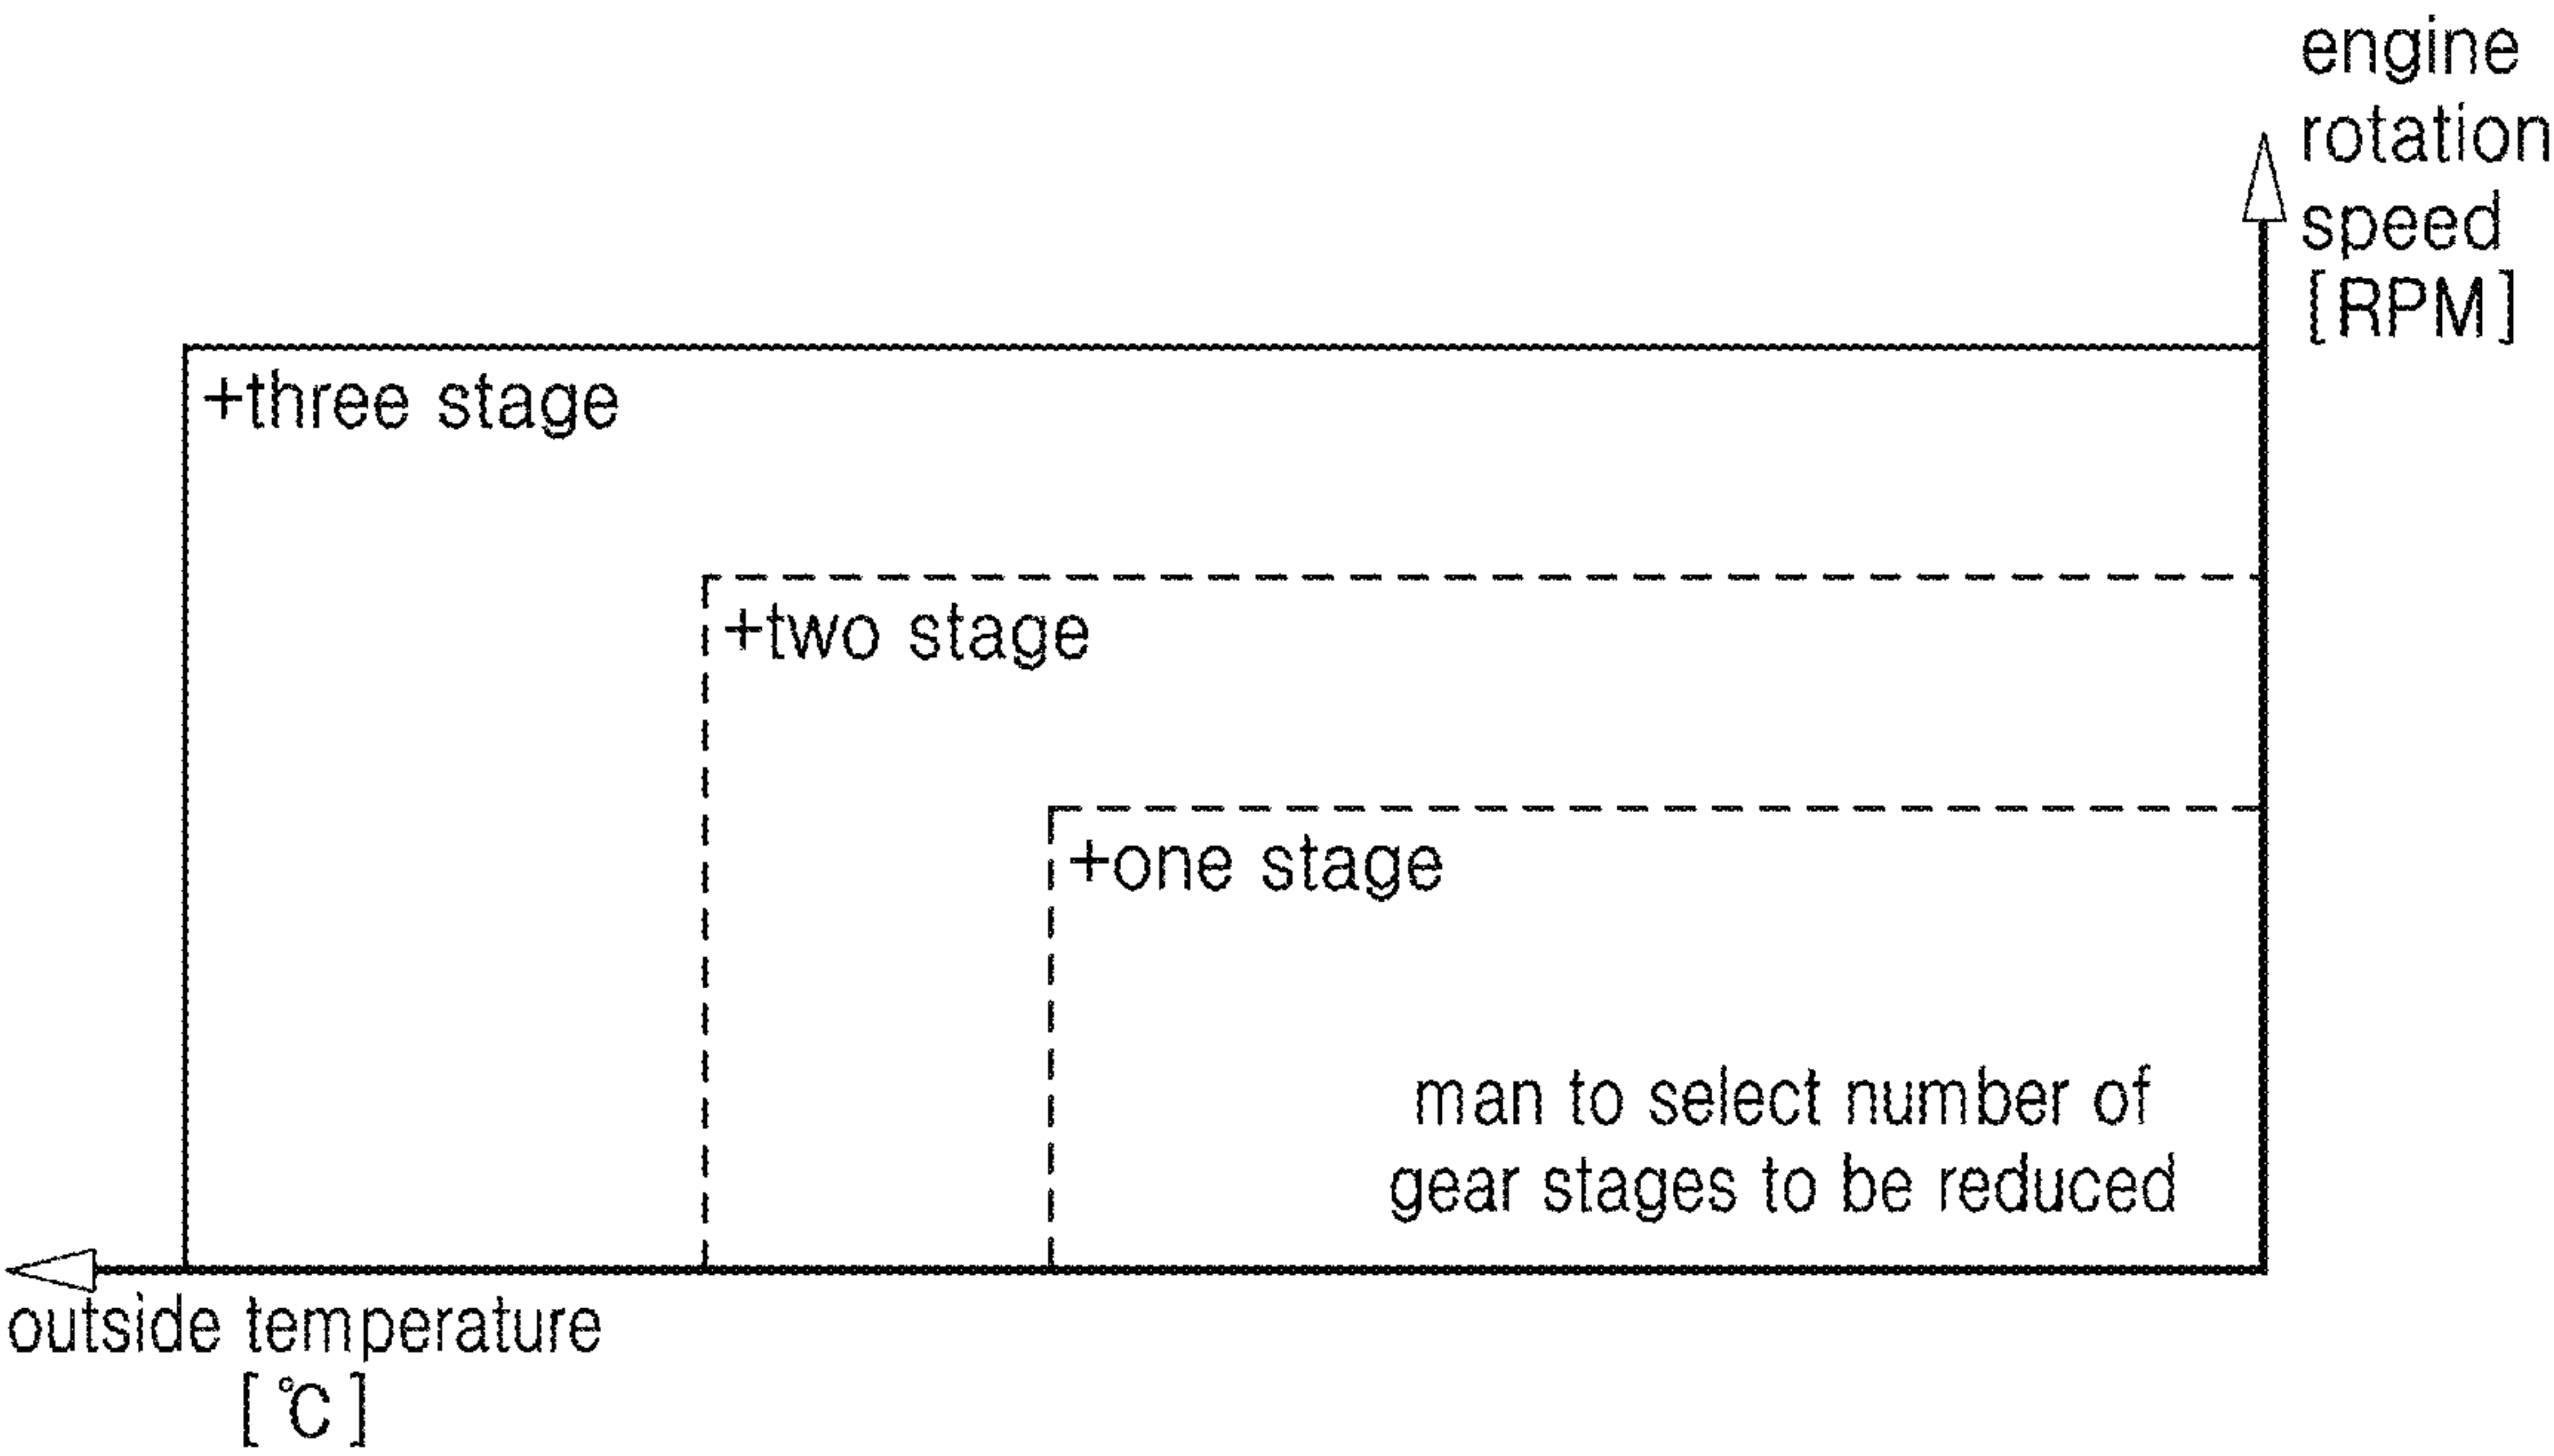 engine
rotation
speed
[RPM]
+three stage
+two stage
+one stage
man to select number of
gear stages to be reduced
outside temperature
[℃]